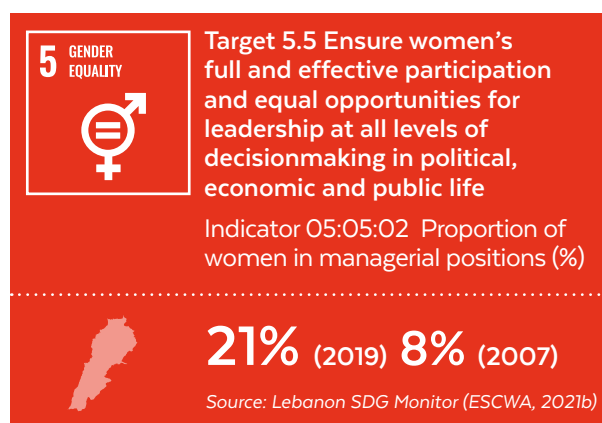 5 GENDER
EQUALITY
Target 5.5 Ensure women’s
full and effective participation
and equal opportunities for
leadership at all levels of
decisionmaking in political,
economic and public life
Indicator 05:05:02 Proportion of
women in managerial positions (%)
21% (2019) 8% (2007)
Source: Lebanon SDG Monitor (ESCWA, 2021b)